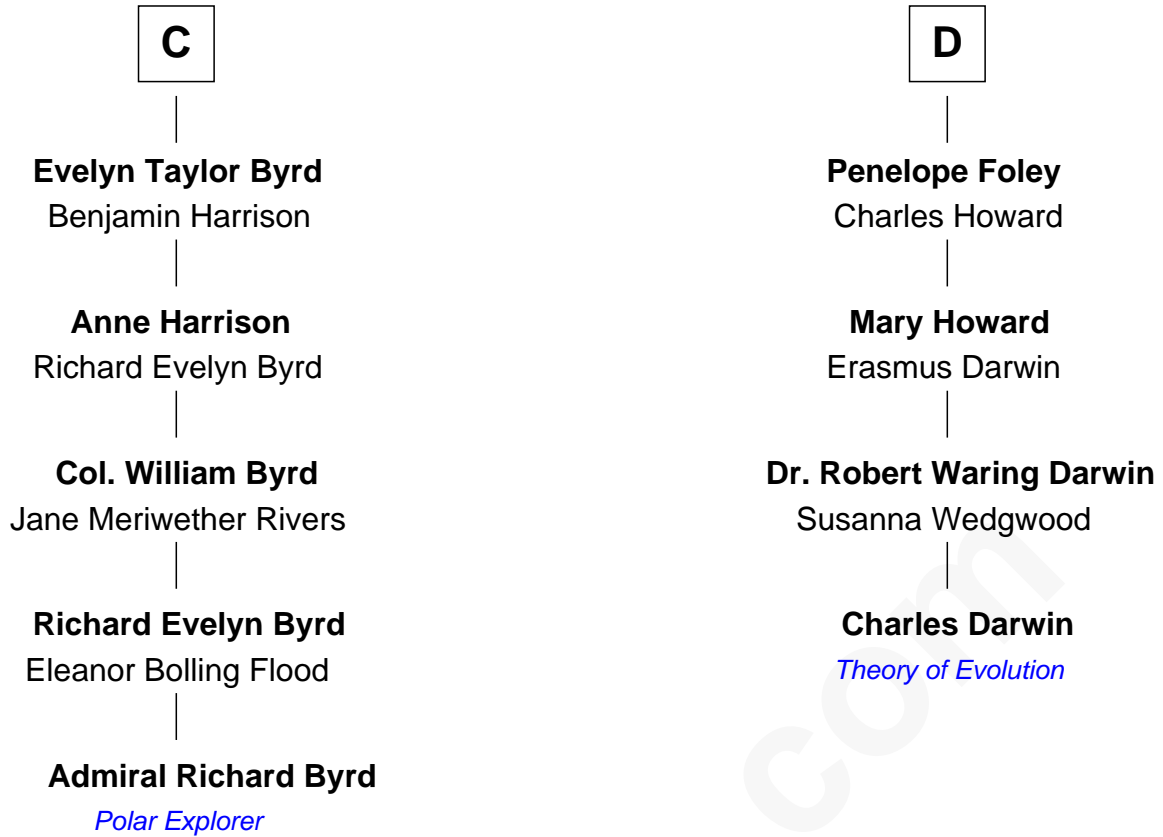 C
Evelyn Taylor Byrd
Benjamin Harrison
Anne Harrison
Richard Evelyn Byrd
Col. William Byrd
Jane Meriwether Rivers
Richard Evelyn Byrd
Eleanor Bolling Flood
Admiral Richard Byrd
Polar Explorer
D
Penelope Foley
Charles Howard
Mary Howard
Erasmus Darwin
Dr. Robert Waring Darwin
Susanna Wedgwood
Charles Darwin
Theory of Evolution
com